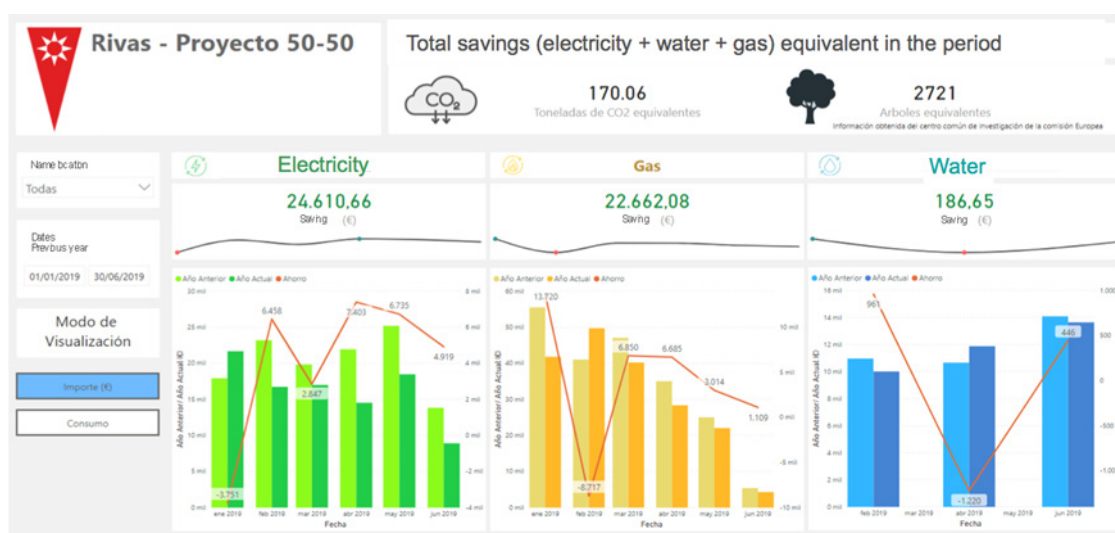 Rivas - Proyecto 50-50
Total savings (electricity + water + gas) equivalent in the period
CO2
170.06
Toneladas de CO2 equivalentes
2721
Arboles equivalentes
Información obtenida del centro común de investigación de la comisión Europea
Name bcatbn
Todas
Dates
Prevbus year
01/01/2019 30/06/2019
Modo de
Visualización
Importe (€)
Consumo
Electricity
24.610,66
Saving (€)
Año Anterior Año Actual Ahorro
30 mil
25 mil
20 mil
15 mil
10 mil
5 mil
0 mil
8 mil
6 mil
4 mil
2 mil
0 mil
-2 mil
-4 mil
Año Anterior/ Año Actual (€)
-3.751
6.458
2.847
7.403
6.735
4.919
ene 2019 feb 2019 mar 2019 abr 2019 may 2019 jun 2019
Fecha
Gas
22.662,08
Saving (€)
Año Anterior Año Actual Ahorro
60 mil
50 mil
40 mil
30 mil
20 mil
10 mil
0 mil
10 mil
5 mil
0 mil
-5 mil
-10 mil
Año Anterior/ Año Actual (€)
13.720
-8.717
6.850
6.685
3.014
1.109
ene 2019 feb 2019 mar 2019 abr 2019 may 2019 jun 2019
Fecha
Water
186,65
Saving (€)
Año Anterior Año Actual Ahorro
16 mil
14 mil
12 mil
10 mil
8 mil
6 mil
4 mil
2 mil
0 mil
1.000
500
0
-500
-1.000
Año Anterior/ Año Actual (€)
961
-1.220
446
feb 2019 mar 2019 abr 2019 may 2019 jun 2019
Fecha